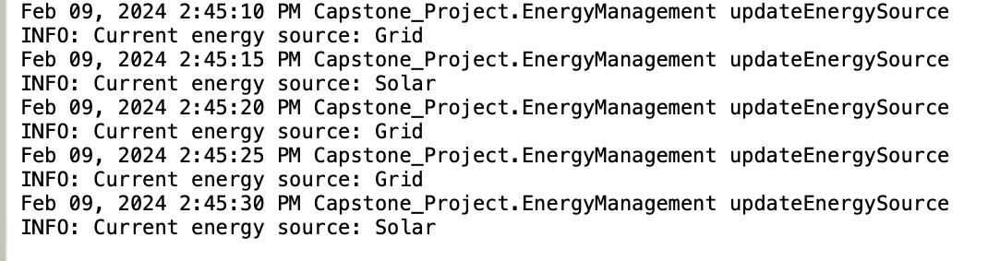 Feb 09, 2024 2:45:10 PM Capstone_Project.EnergyManagement updateEnergySource
INFO: Current energy source: Grid
Feb 09, 2024 2:45:15 PM Capstone_Project.EnergyManagement updateEnergySource
INFO: Current energy source: Solar
Feb 09, 2024 2:45:20 PM Capstone_Project.EnergyManagement updateEnergySource
INFO: Current energy source: Grid
Feb 09, 2024 2:45:25 PM Capstone_Project.EnergyManagement updateEnergySource
INFO: Current energy source: Grid
Feb 09, 2024 2:45:30 PM Capstone_Project.EnergyManagement updateEnergySource
INFO: Current energy source: Solar